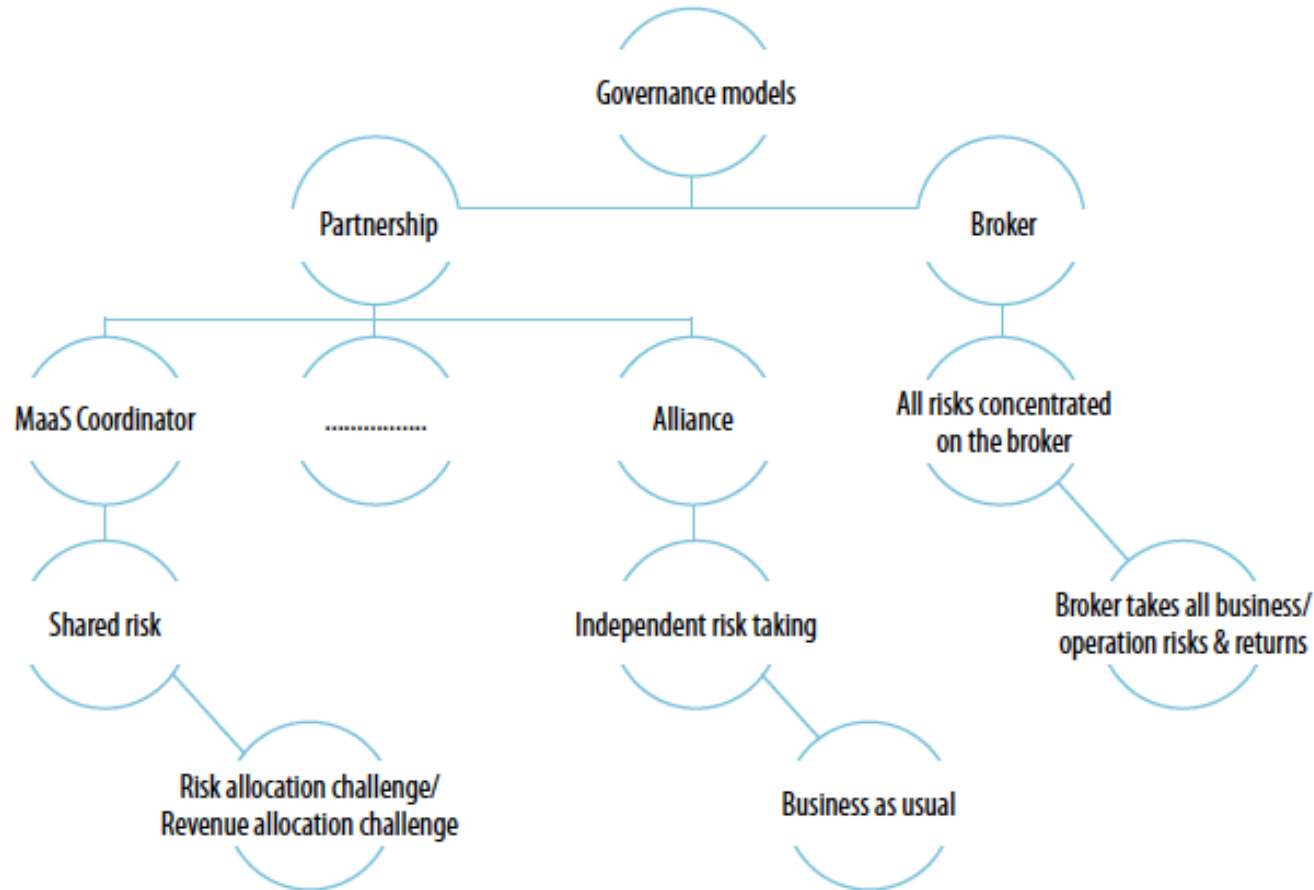 Governance models
Partnership
Broker
MaaS Coordinator
................
Alliance
All risks concentrated
on the broker
Shared risk
Independent risk taking
Broker takes all business/
operation risks & returns
Risk allocation challenge/
Revenue allocation challenge
Business as usual